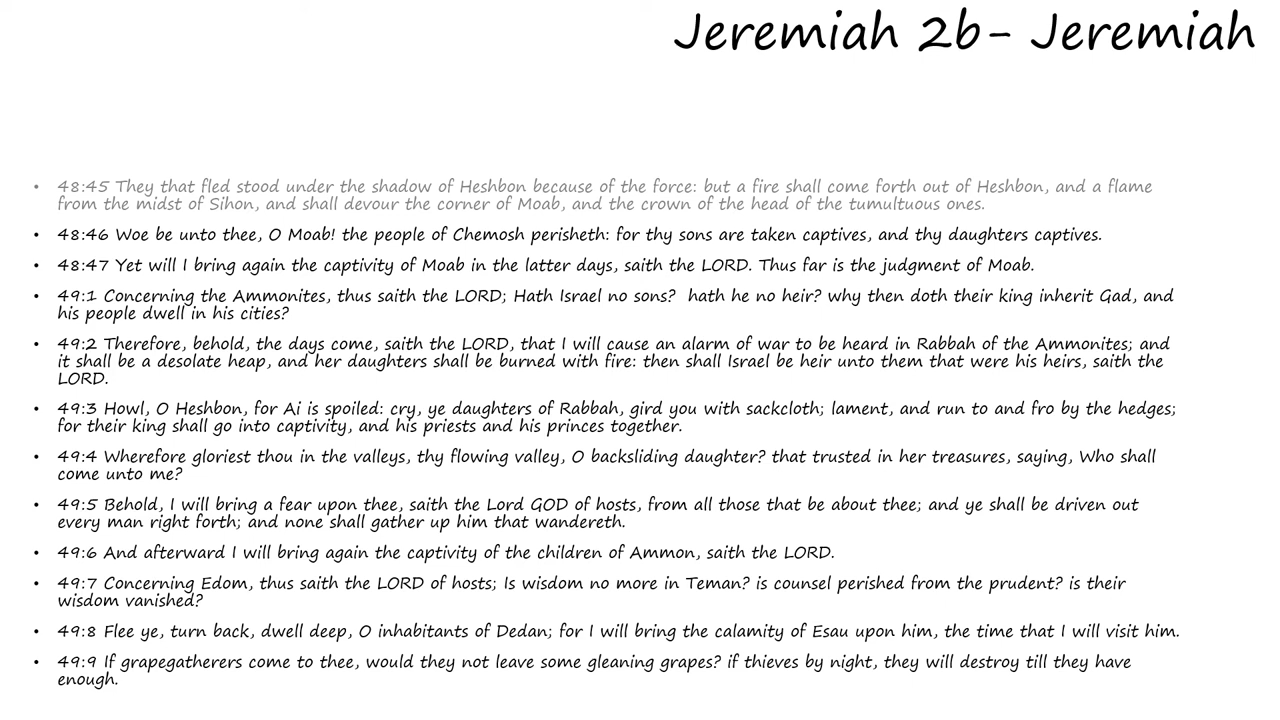 Jeremiah 2b- Jeremiah
• 48:45 They that fled stood under the shadow of Heshbon because of the force: but a fire shall come forth out of Heshbon, and a flame
from the midst of Sihon, and shall devour the corner of Moab, and the crown of the head of the tumultuous ones.
• 48:46 Woe be unto thee, O Moab! the people of Chemosh perisheth: for thy sons are taken captives, and thy daughters captives.
• 48:47 Yet will I bring again the captivity of Moab in the latter days, saith the LORD. Thus far is the judgment of Moab.
• 49:1 Concerning the Ammonites, thus saith the LORD; Hath Israel no sons?  hath he no heir? why then doth their king inherit Gad, and
his people dwell in his cities?
• 49:2 Therefore, behold, the days come, saith the LORD, that I will cause an alarm of war to be heard in Rabbah of the Ammonites; and
it shall be a desolate heap, and her daughters shall be burned with fire: then shall Israel be heir unto them that were his heirs, saith the
LORD.
• 49:3 Howl, O Heshbon, for Ai is spoiled: cry, ye daughters of Rabbah, gird you with sackcloth; lament, and run to and fro by the hedges;
for their king shall go into captivity, and his priests and his princes together.
• 49:4 Wherefore gloriest thou in the valleys, thy flowing valley, O backsliding daughter? that trusted in her treasures, saying, Who shall
come unto me?
• 49:5 Behold, I will bring a fear upon thee, saith the Lord GOD of hosts, from all those that be about thee; and ye shall be driven out
every man right forth; and none shall gather up him that wandereth.
• 49:6 And afterward I will bring again the captivity of the children of Ammon, saith the LORD.
• 49:7 Concerning Edom, thus saith the LORD of hosts; Is wisdom no more in Teman? is counsel perished from the prudent? is their
wisdom vanished?
• 49:8 Flee ye, turn back, dwell deep, O inhabitants of Dedan; for I will bring the calamity of Esau upon him, the time that I will visit him.
• 49:9 If grapegatherers come to thee, would they not leave some gleaning grapes? if thieves by night, they will destroy till they have
enough.